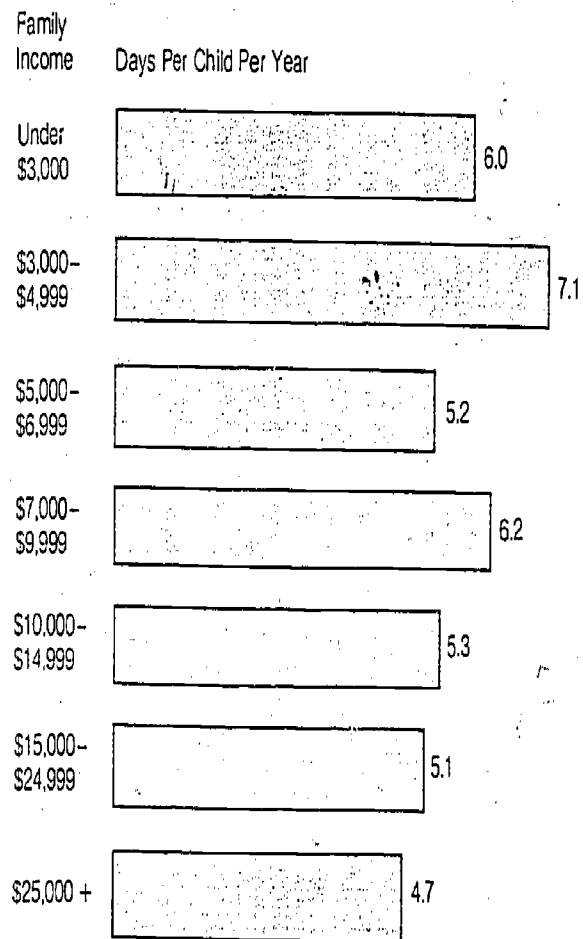 Family
Income Days Per Child Per Year
Under
$3,000 6.0
$3,000–
$4,999 7.1
$5,000–
$6,999 5.2
$7,000–
$9,999 6.2
$10,000–
$14,999 5.3
$15,000–
$24,999 5.1
$25,000 + 4.7